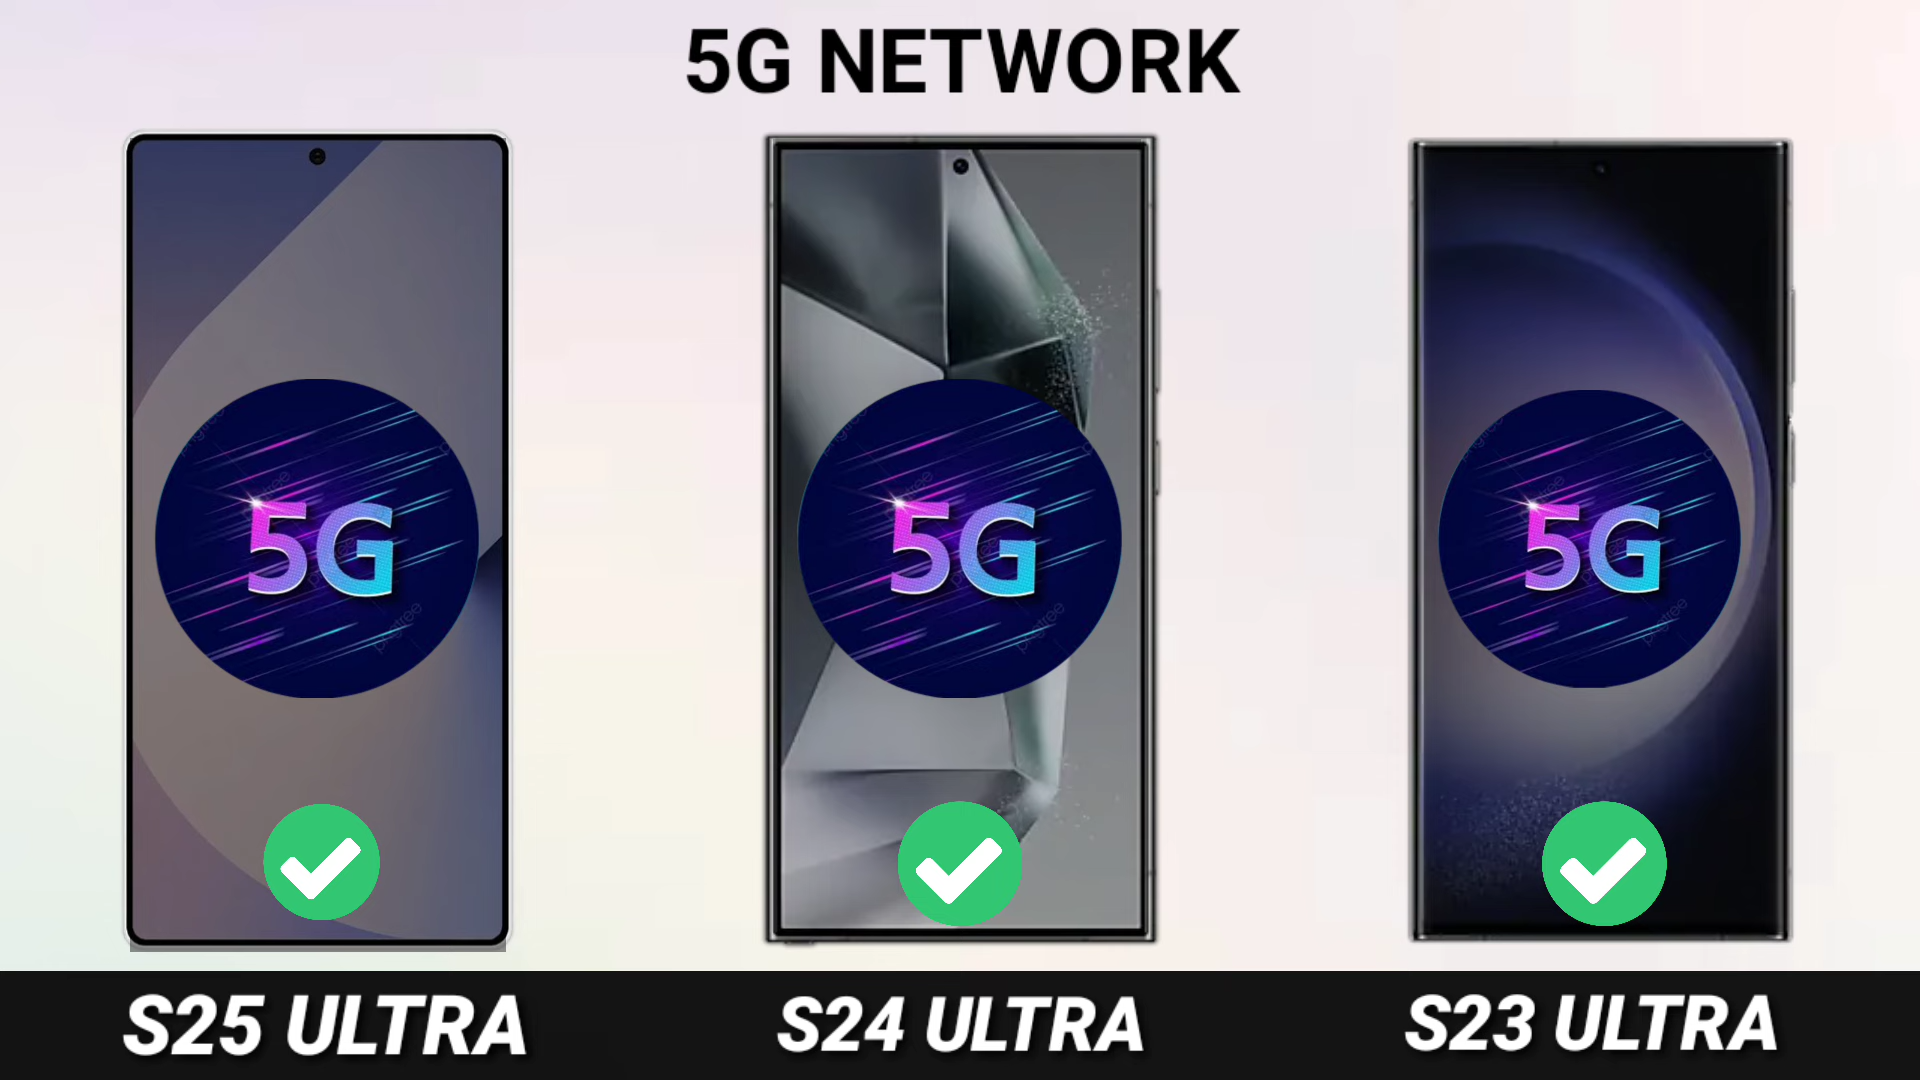 5G NETWORK
5G
5G
5G
S25 ULTRA
S24 ULTRA
S23 ULTRA